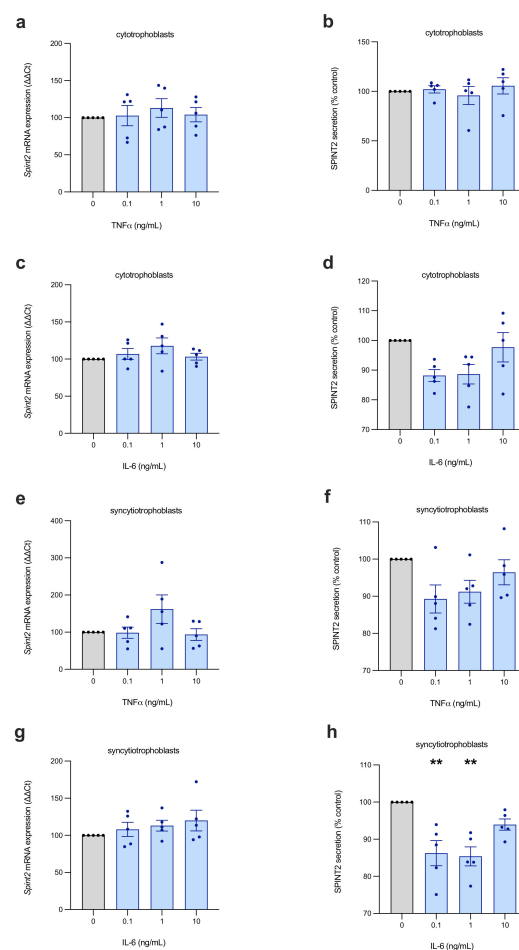 a
cytotrophoblasts
Spint2 mRNA expression (ΔΔCt)
200
150
100
50
0
0 0.1 1 10
TNFα (ng/mL)
b
cytotrophoblasts
SPINT2 secretion (% control)
150
100
50
0
0 0.1 1 10
TNFα (ng/mL)
c
cytotrophoblasts
Spint2 mRNA expression (ΔΔCt)
200
150
100
50
0
0 0.1 1 10
IL-6 (ng/mL)
d
cytotrophoblasts
SPINT2 secretion (% control)
120
110
100
90
80
70
0 0.1 1 10
IL-6 (ng/mL)
e
syncytiotrophoblasts
Spint2 mRNA expression (ΔΔCt)
400
300
200
100
0
0 0.1 1 10
TNFα (ng/mL)
f
syncytiotrophoblasts
SPINT2 secretion (% control)
110
100
90
80
70
0 0.1 1 10
TNFα (ng/mL)
g
syncytiotrophoblasts
Spint2 mRNA expression (ΔΔCt)
200
150
100
50
0
0 0.1 1 10
IL-6 (ng/mL)
h
syncytiotrophoblasts
SPINT2 secretion (% control)
110
100
90
80
70
** **
0 0.1 1 10
IL-6 (ng/mL)